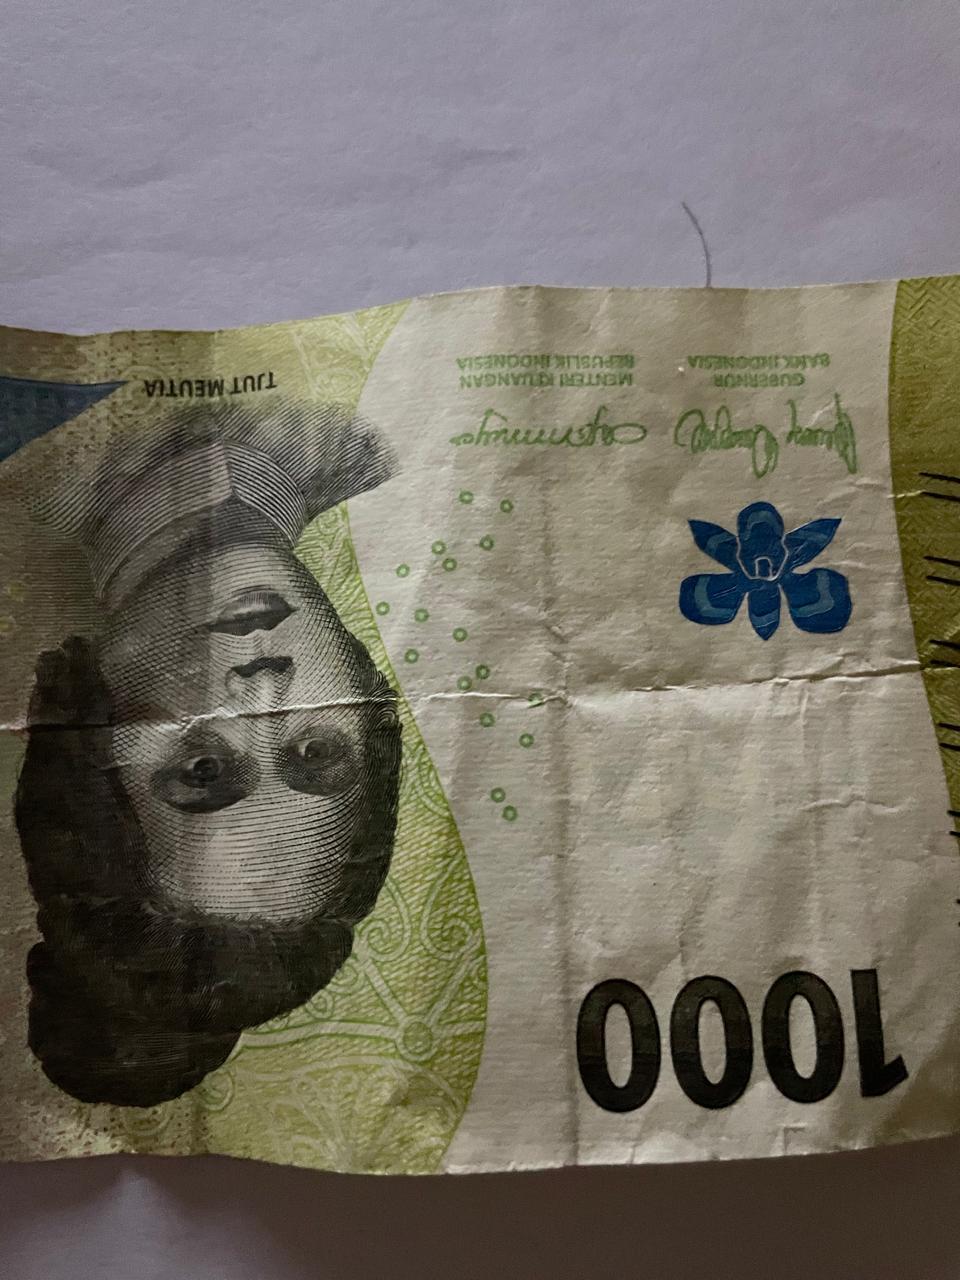 1000
GUBERNUR
BANK INDONESIA
MENTERI KEUANGAN
REPUBLIK INDONESIA
TJUT MEUTIA